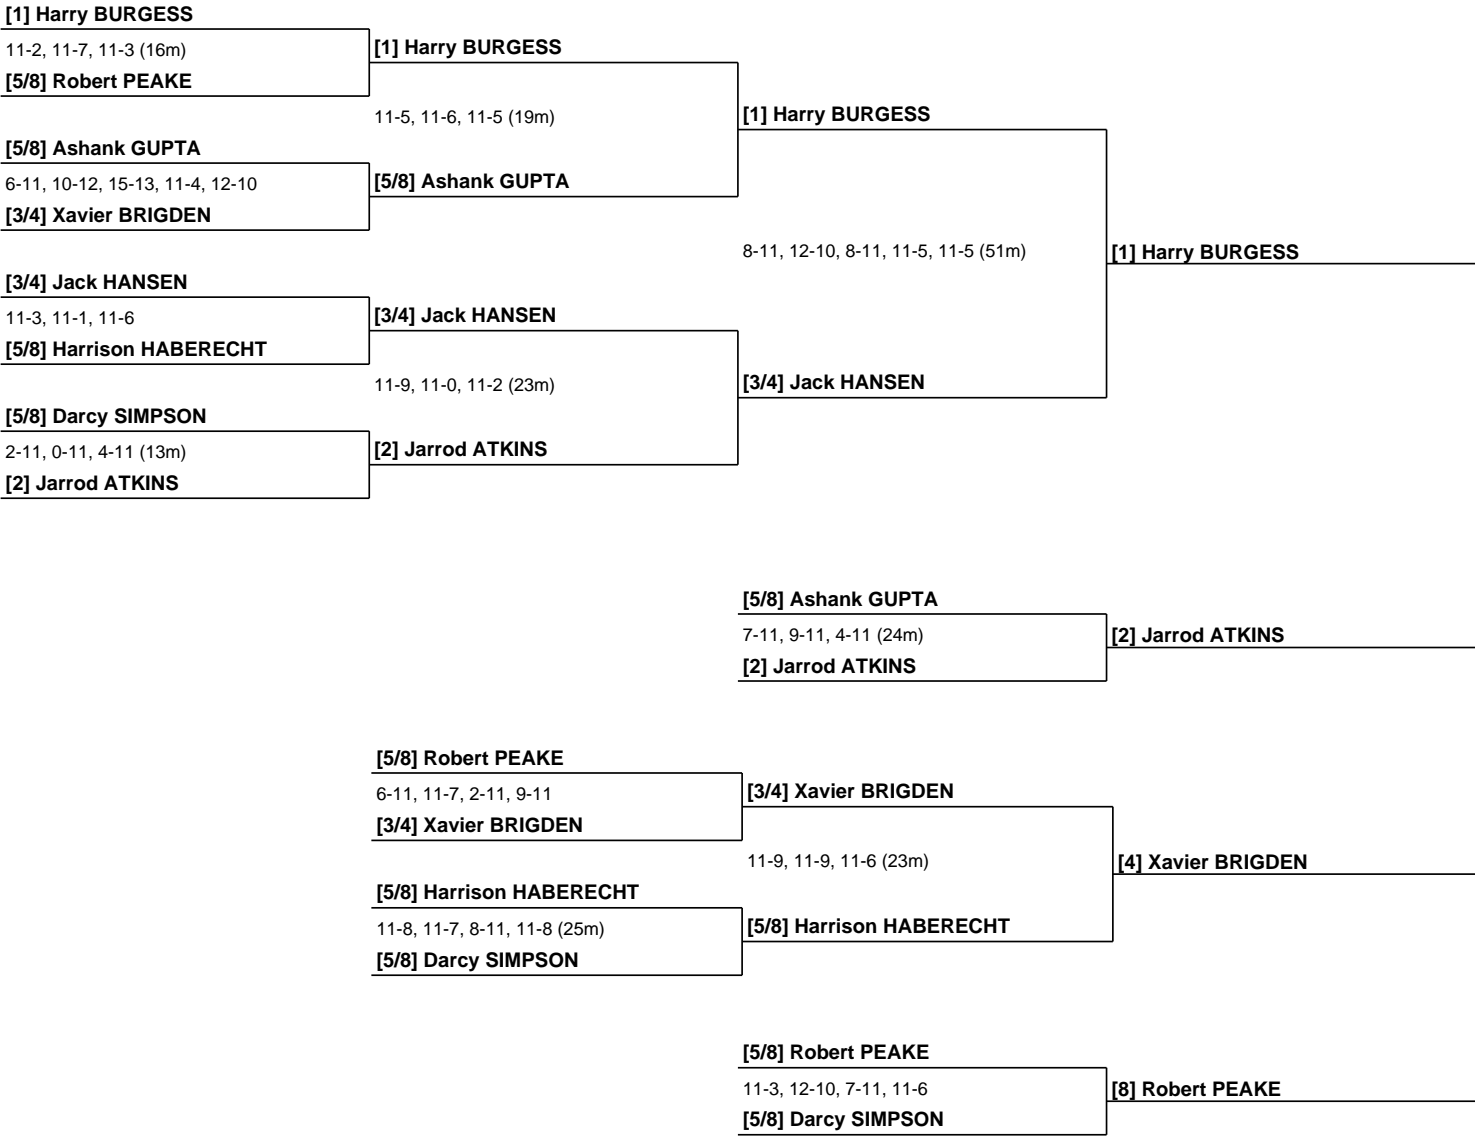 [1] Harry BURGESS
11-2, 11-7, 11-3 (16m)
[1] Harry BURGESS
[5/8] Robert PEAKE
11-5, 11-6, 11-5 (19m)
[1] Harry BURGESS
[5/8] Ashank GUPTA
6-11, 10-12, 15-13, 11-4, 12-10
[5/8] Ashank GUPTA
[3/4] Xavier BRIGDEN
8-11, 12-10, 8-11, 11-5, 11-5 (51m)
[1] Harry BURGESS
[3/4] Jack HANSEN
11-3, 11-1, 11-6
[3/4] Jack HANSEN
[5/8] Harrison HABERECHT
11-9, 11-0, 11-2 (23m)
[3/4] Jack HANSEN
[5/8] Darcy SIMPSON
2-11, 0-11, 4-11 (13m)
[2] Jarrod ATKINS
[2] Jarrod ATKINS
[5/8] Ashank GUPTA
7-11, 9-11, 4-11 (24m)
[2] Jarrod ATKINS
[2] Jarrod ATKINS
[5/8] Robert PEAKE
6-11, 11-7, 2-11, 9-11
[3/4] Xavier BRIGDEN
[3/4] Xavier BRIGDEN
11-9, 11-9, 11-6 (23m)
[4] Xavier BRIGDEN
[5/8] Harrison HABERECHT
11-8, 11-7, 8-11, 11-8 (25m)
[5/8] Harrison HABERECHT
[5/8] Darcy SIMPSON
[5/8] Robert PEAKE
11-3, 12-10, 7-11, 11-6
[8] Robert PEAKE
[5/8] Darcy SIMPSON